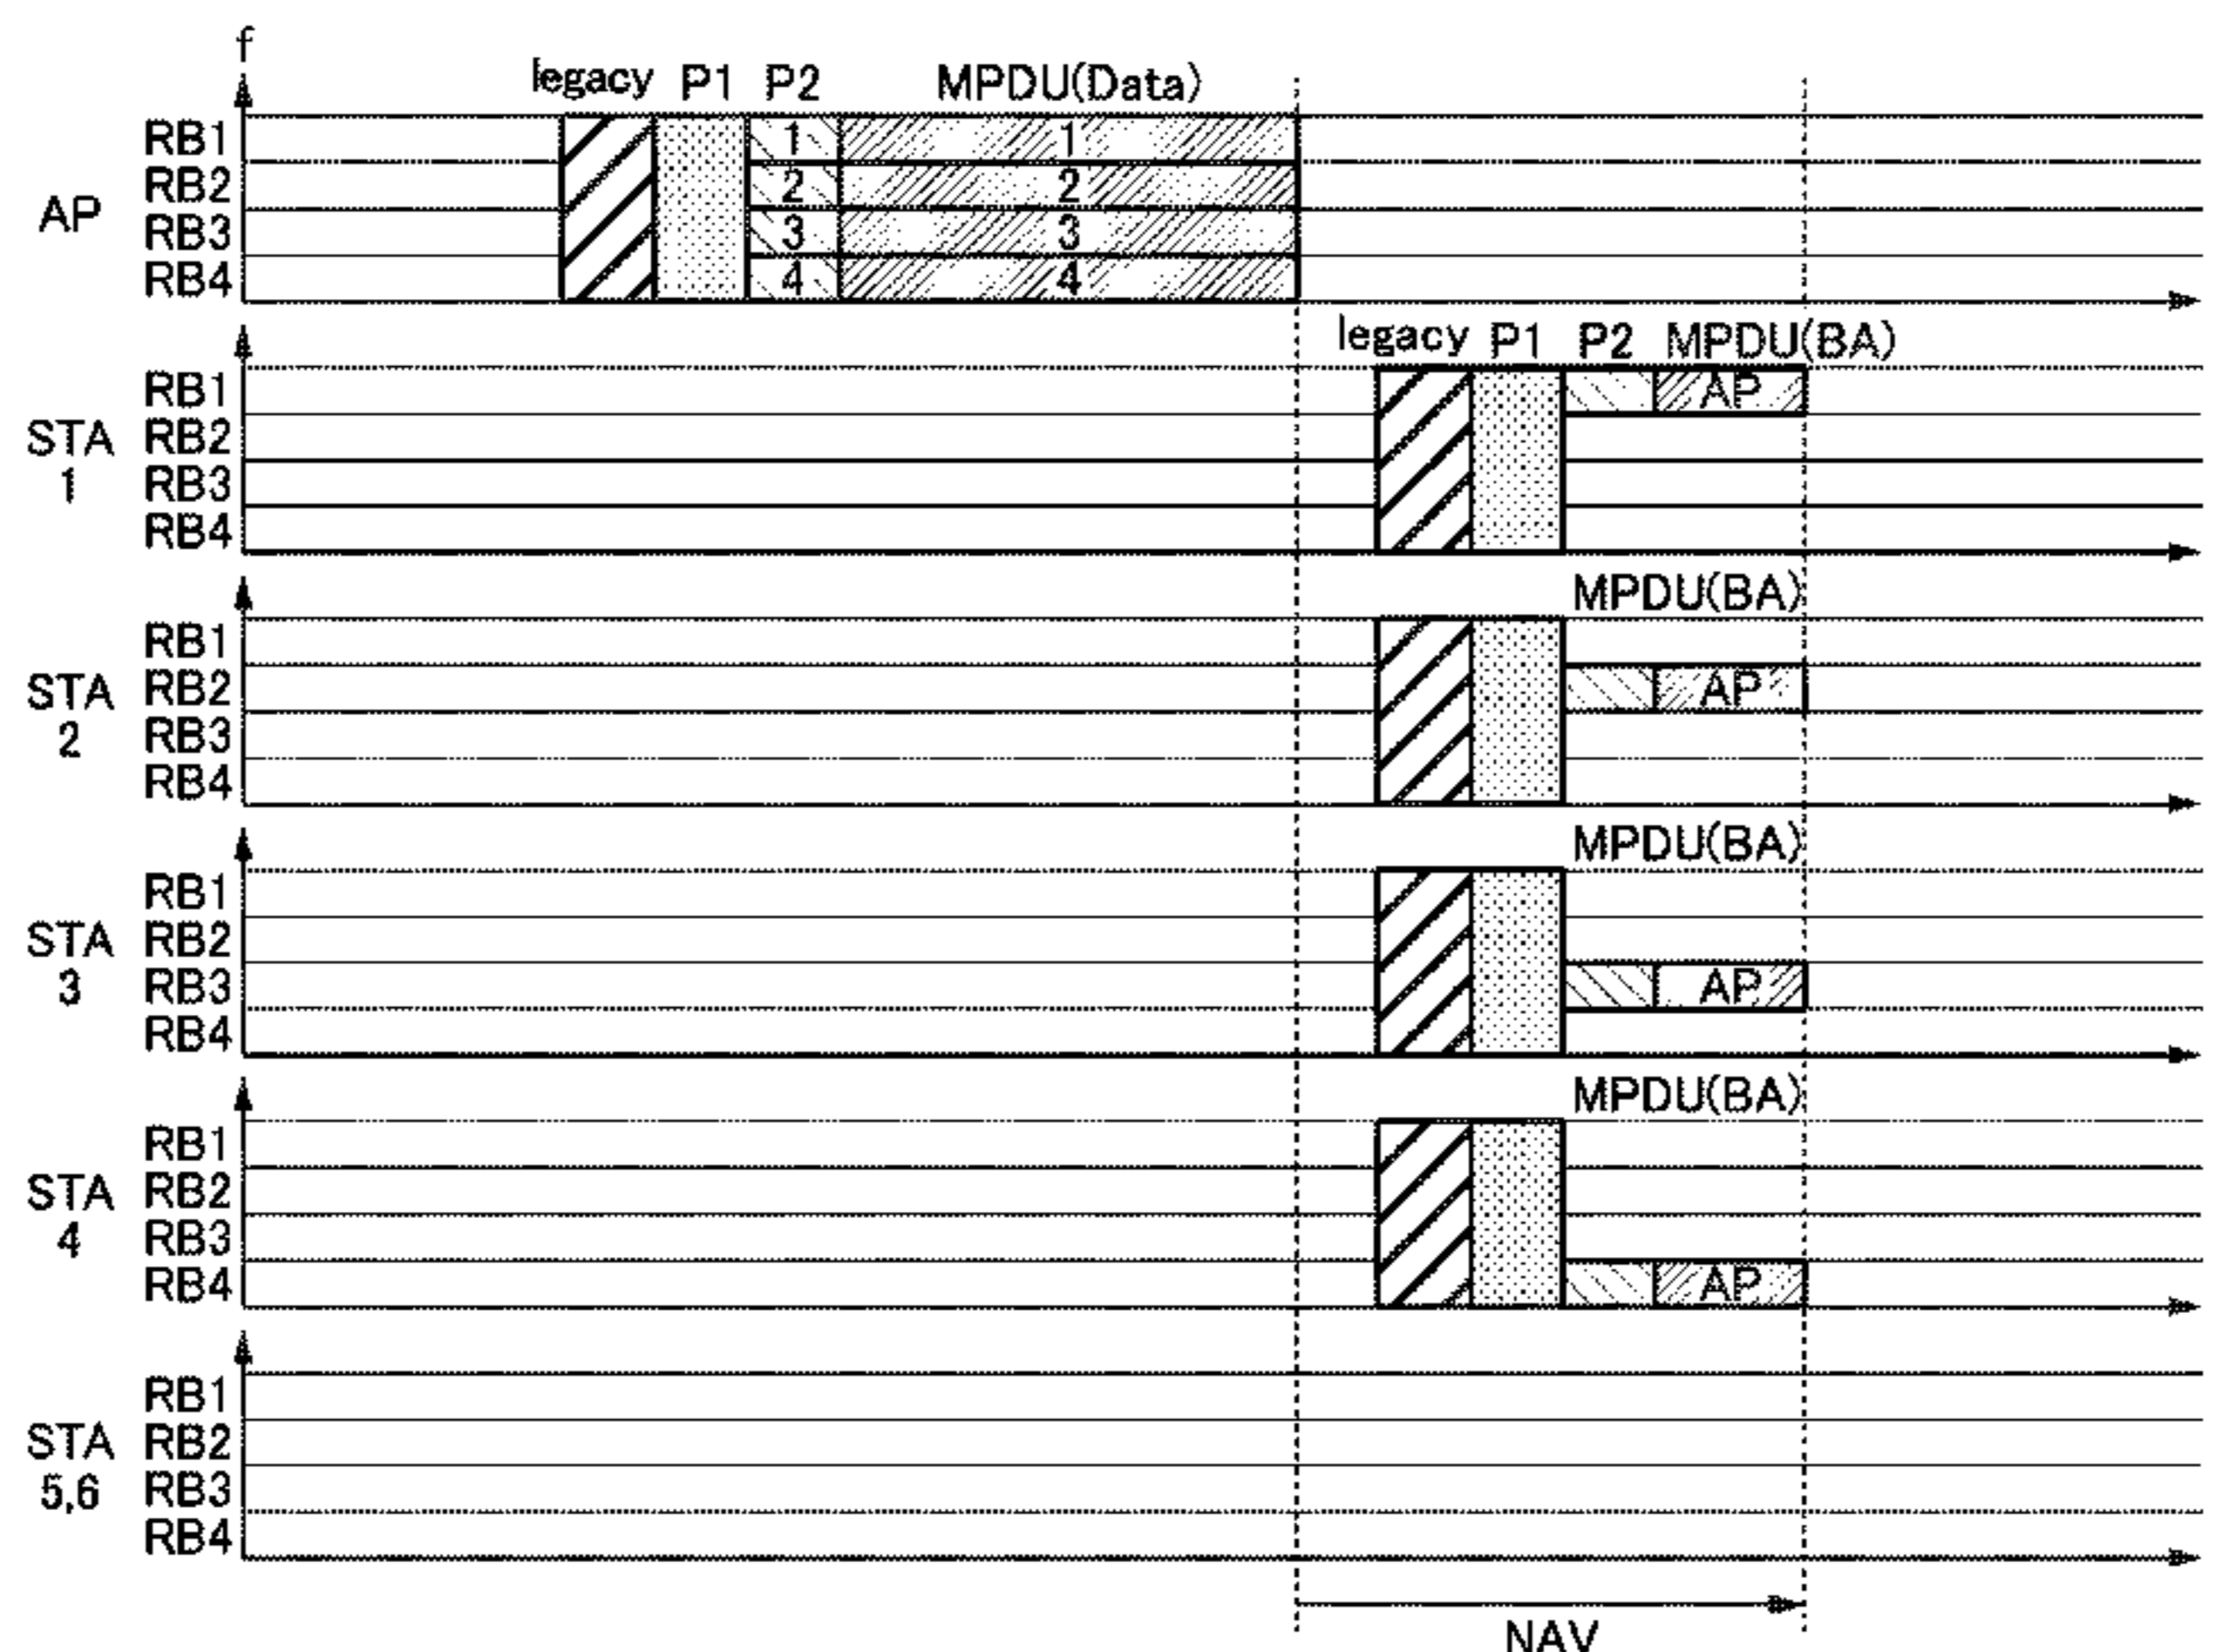 f
legacy P1 P2 MPDU(Data)
RB1 1 1
RB2 2 2
AP
RB3 3 3
RB4 4 4
legacy P1 P2 MPDU(BA)
RB1 AP
STA RB2
1 RB3
RB4
MPDU(BA)
RB1
STA RB2 AP
2 RB3
RB4
MPDU(BA)
RB1
STA RB2
3 RB3 AP
RB4
MPDU(BA)
RB1
STA RB2
4 RB3
RB4 AP
RB1
STA RB2
5,6 RB3
RB4
NAV